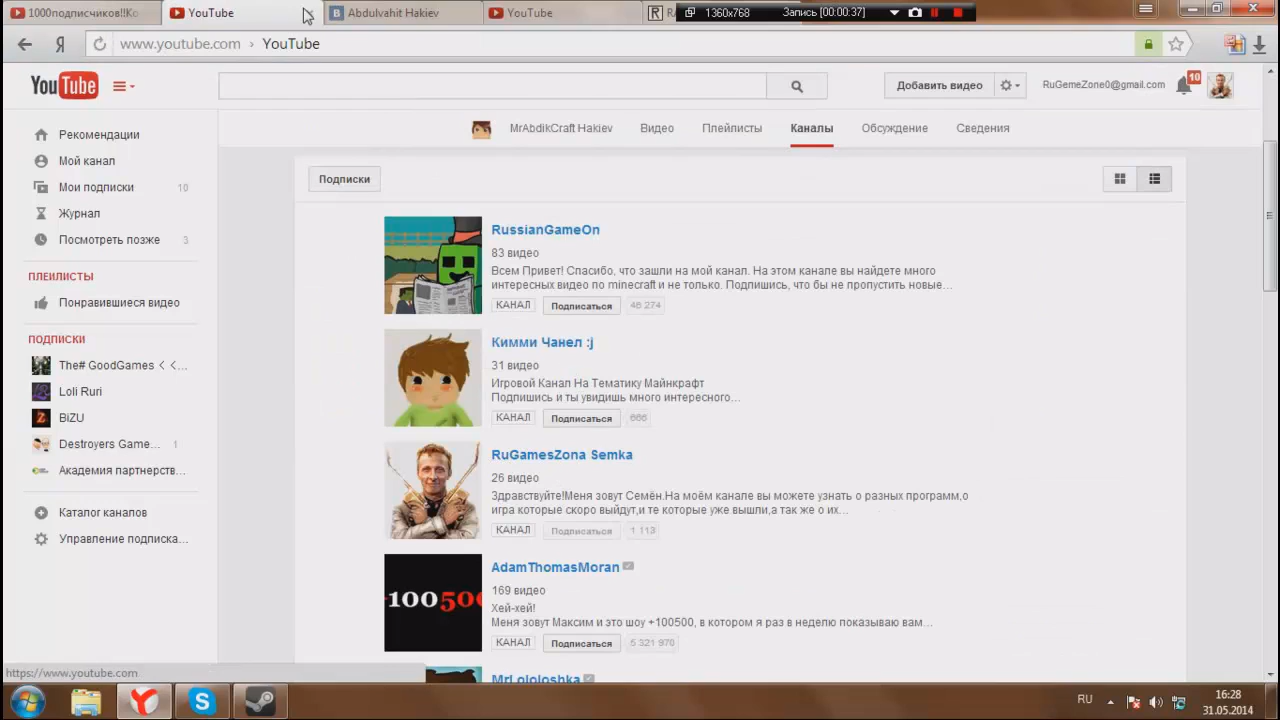 1000подписчиков!!Ко
YouTube
Abdulvahit Hakiev
YouTube
1360x768
Запись [00:00:37]
www.youtube.com › YouTube
YouTube
Добавить видео
RuGemeZone0@gmail.com
10
MrAbdikCraft Hakiev
Видео
Плейлисты
Каналы
Обсуждение
Сведения
Рекомендации
Мой канал
Мои подписки 10
Журнал
Посмотреть позже 3
ПЛЕЙЛИСТЫ
Понравившиеся видео
ПОДПИСКИ
The# GoodGames < <...
Loli Ruri
BiZU
Destroyers Game... 1
Академия партнерств...
Каталог каналов
Управление подписка...
Подписки
RussianGameOn
83 видео
Всем Привет! Спасибо, что зашли на мой канал. На этом канале вы найдете много
интересных видео по minecraft и не только. Подпишись, что бы не пропустить новые...
КАНАЛ Подписаться 46 274
Кимми Чанел :j
31 видео
Игровой Канал На Тематику Майнкрафт
Подпишись и ты увидишь много интересного...
КАНАЛ Подписаться 666
RuGamesZona Semka
26 видео
Здравствуйте!Меня зовут Семён.На моём канале вы можете узнать о разных программ,о
игра которые скоро выйдут,и те которые уже вышли,а так же о их...
КАНАЛ Подписаться 1 113
+100500
AdamThomasMoran
169 видео
Хей-хей!
Меня зовут Максим и это шоу +100500, в котором я раз в неделю показываю вам...
КАНАЛ Подписаться 5 321 970
MrLololoshka
https://www.youtube.com
RU
16:28
31.05.2014